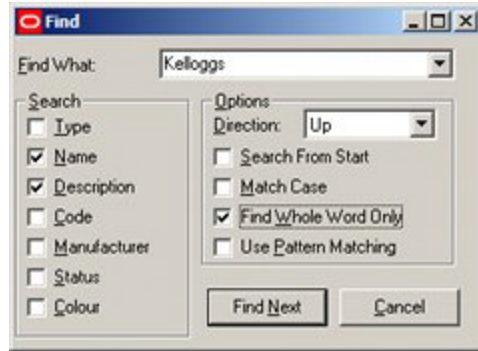 Find
Find What: Kelloggs
Search
Type
Name
Description
Code
Manufacturer
Status
Colour
Options
Direction: Up
Search From Start
Match Case
Find Whole Word Only
Use Pattern Matching
Find Next Cancel